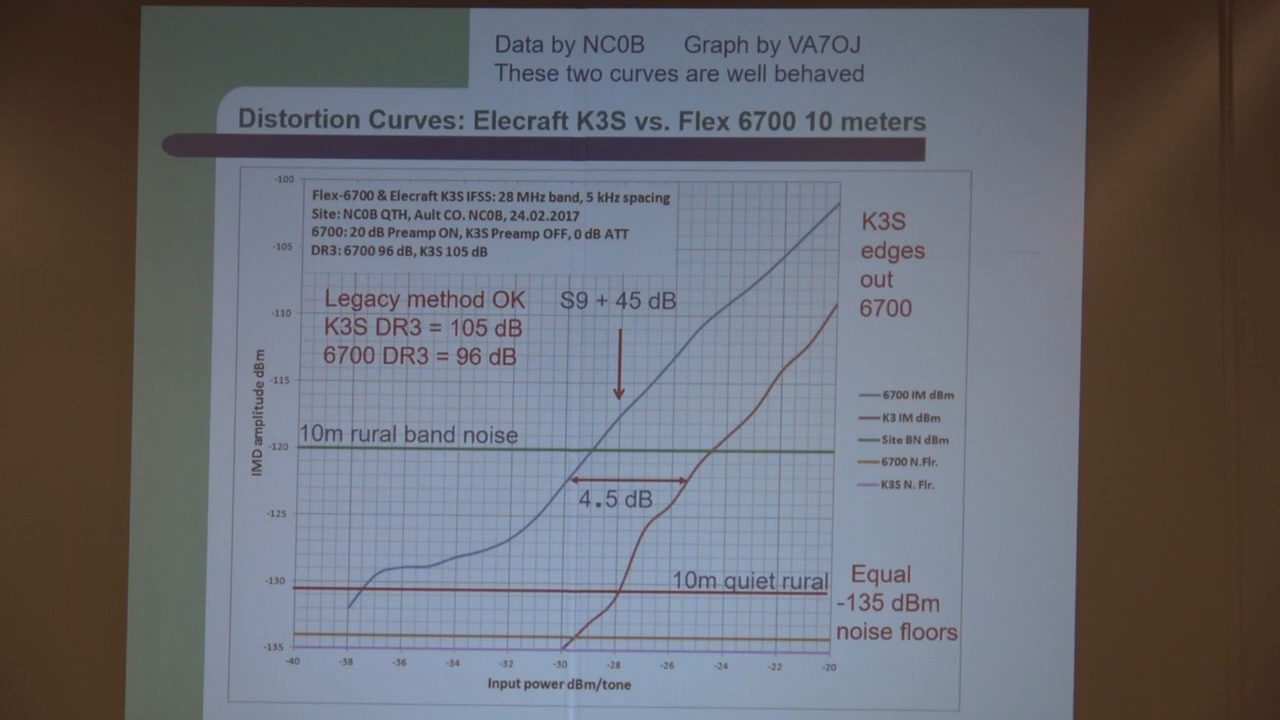 Data by NC0B Graph by VA7OJ
These two curves are well behaved
Distortion Curves: Elecraft K3S vs. Flex 6700 10 meters
Flex-6700 & Elecraft K3S IFSS: 28 MHz band, 5 kHz spacing
Site: NC0B QTH, Ault CO. NC0B, 24.02.2017
6700: 20 dB Preamp ON, K3S Preamp OFF, 0 dB ATT
DR3: 6700 96 dB, K3S 105 dB
Legacy method OK
K3S DR3 = 105 dB
6700 DR3 = 96 dB
S9 + 45 dB
K3S
edges
out
6700
10m rural band noise
4.5 dB
10m quiet rural
Equal
-135 dBm
noise floors
6700 IM dBm
K3 IM dBm
Site BN dBm
6700 N.Flr.
K3S N. Flr.
IMD amplitude dBm
-100
-105
-110
-115
-120
-125
-130
-135
-40 -38 -36 -34 -32 -30 -28 -26 -24 -22 -20
Input power dBm/tone